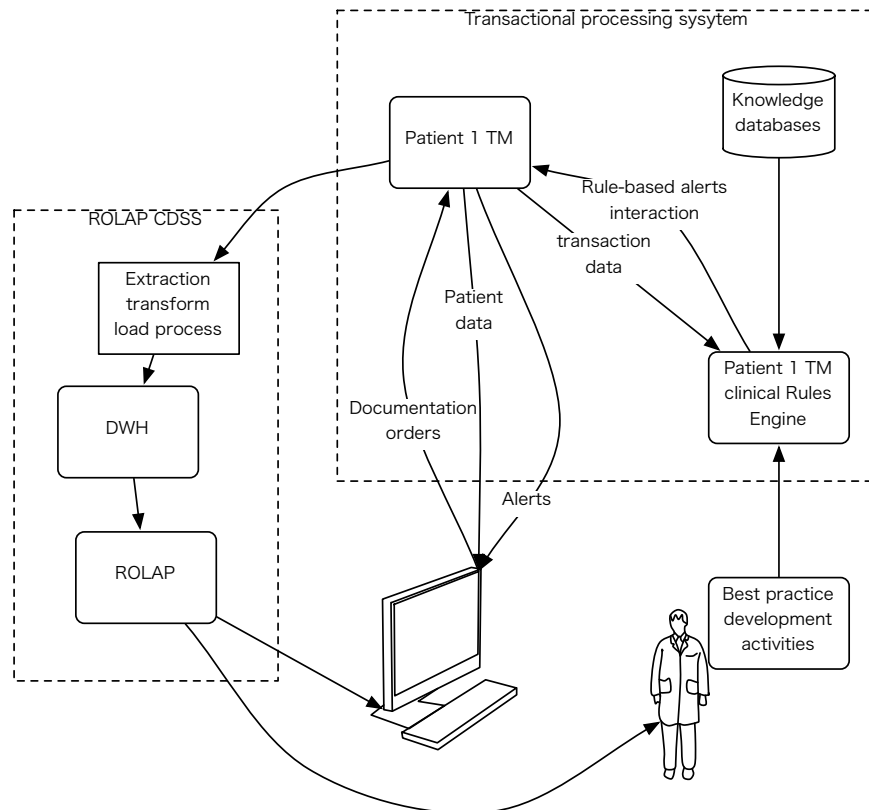 Transactional processing sysytem
Knowledge
databases
Patient 1 TM
Rule-based alerts
interaction
transaction
data
ROLAP CDSS
Extraction
transform
load process
Patient
data
Patient 1 TM
clinical Rules
Engine
DWH
Documentation
orders
Alerts
ROLAP
Best practice
development
activities